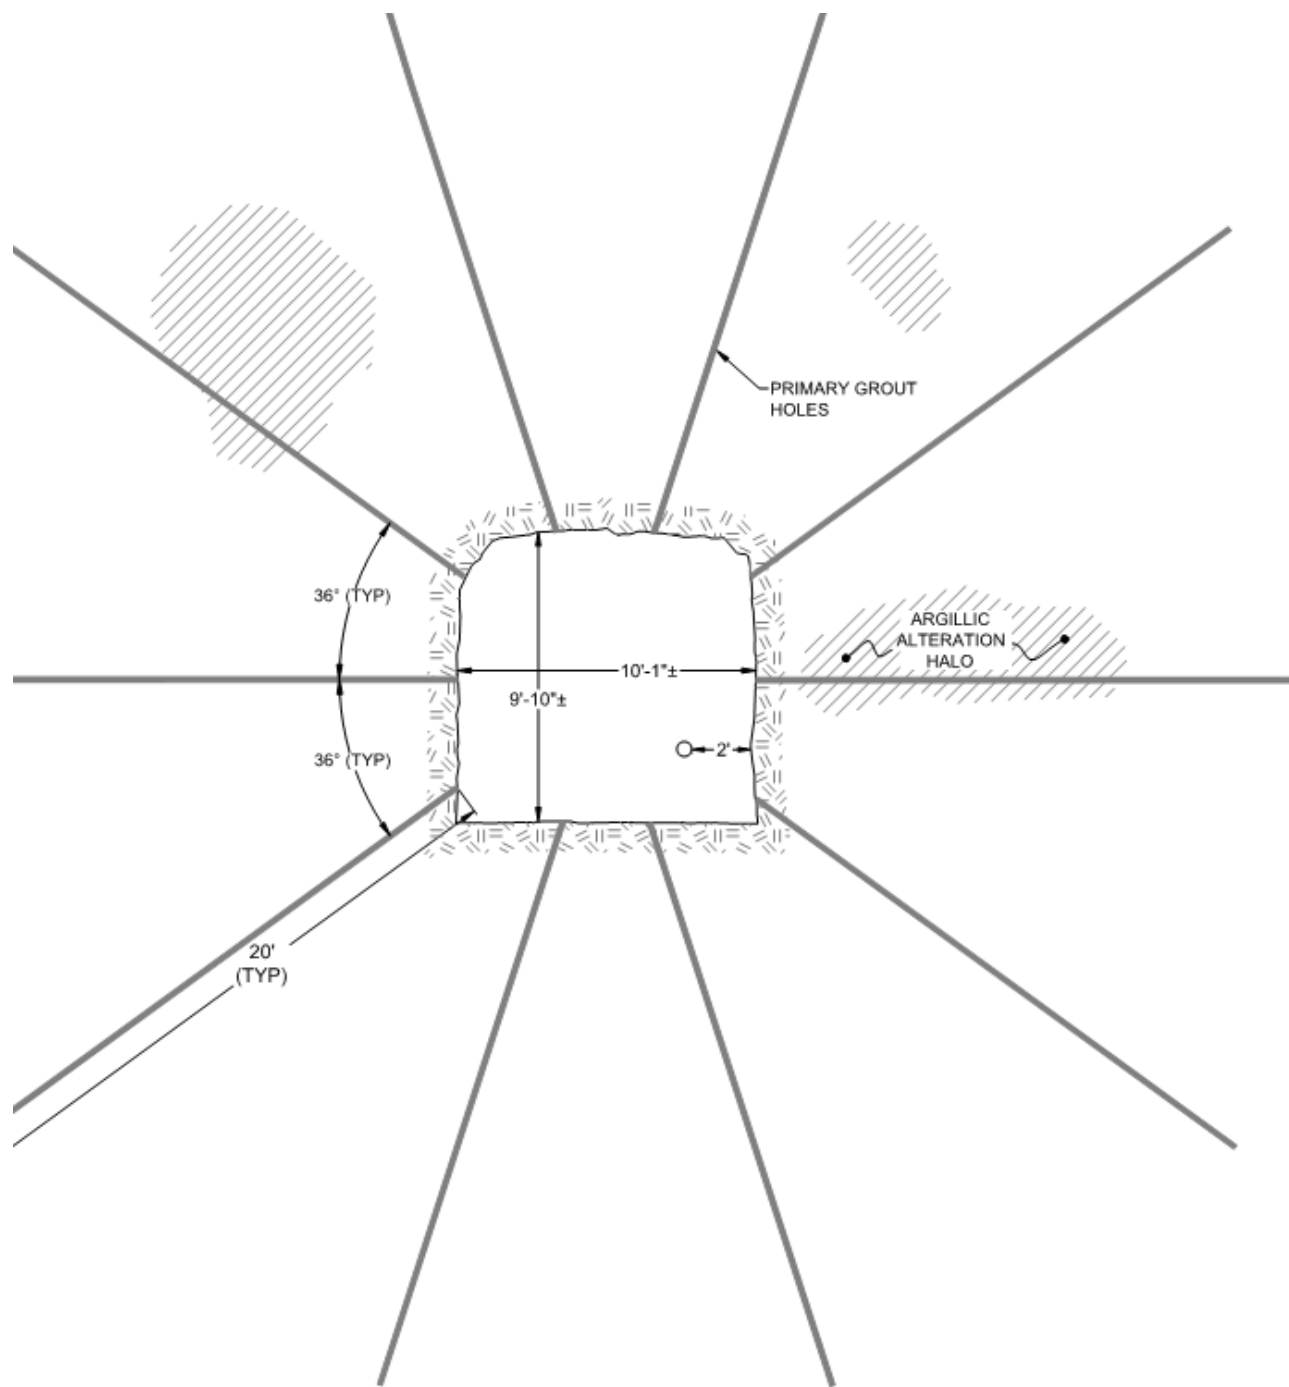 PRIMARY GROUT
HOLES
36° (TYP)
ARGILLIC
ALTERATION
HALO
10'-1"±
9'-10"±
2'
36° (TYP)
20'
(TYP)